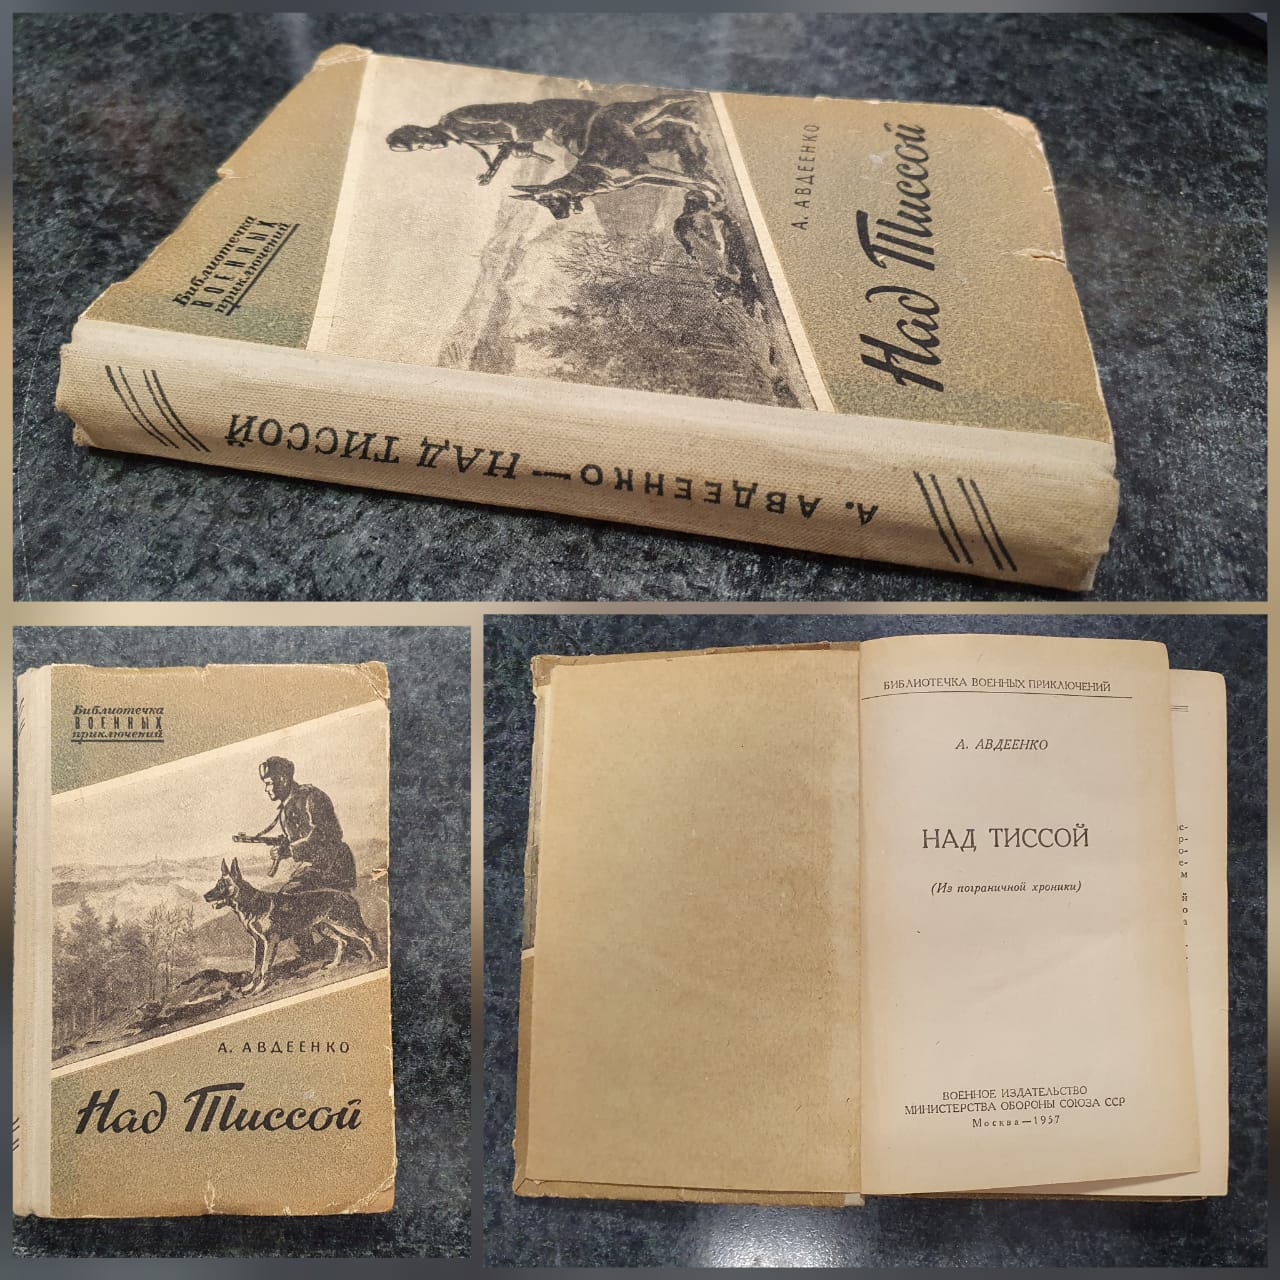 Библиотечка
ВОЕННЫХ
приключений
А. АВДЕЕНКО
Над Тиссой
А. АВДЕЕНКО — НАД ТИССОЙ
Библиотечка
ВОЕННЫХ
приключений
А. АВДЕЕНКО
Над Тиссой
БИБЛИОТЕЧКА ВОЕННЫХ ПРИКЛЮЧЕНИЙ
А. АВДЕЕНКО
НАД ТИССОЙ
(Из пограничной хроники)
ВОЕННОЕ ИЗДАТЕЛЬСТВО
МИНИСТЕРСТВА ОБОРОНЫ СОЮЗА ССР
Москва — 1957